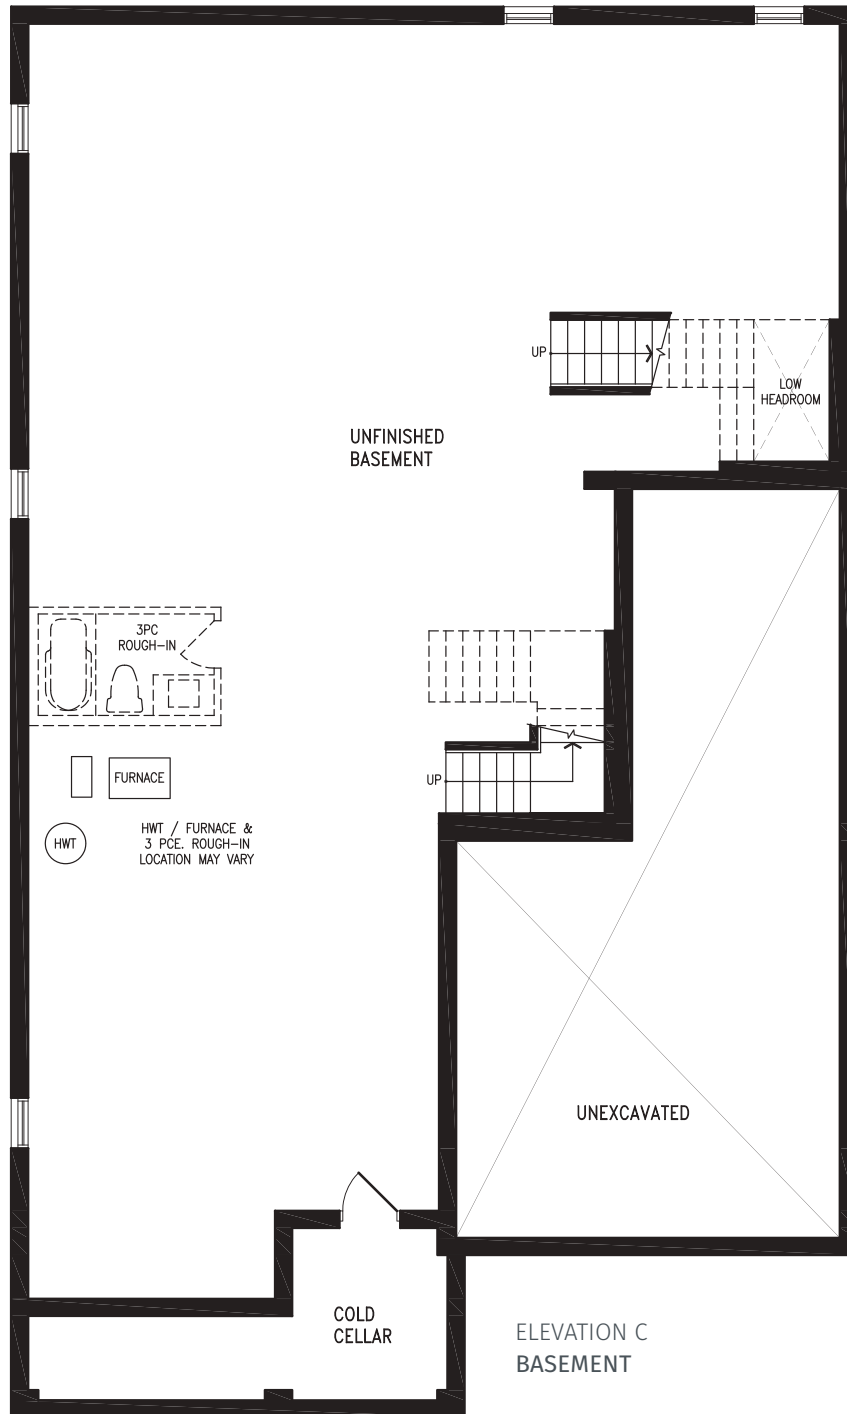 UP
LOW
HEADROOM
UNFINISHED
BASEMENT
3PC
ROUGH-IN
FURNACE
UP
HWT
HWT / FURNACE &
3 PCE. ROUGH-IN
LOCATION MAY VARY
UNEXCAVATED
COLD
CELLAR
ELEVATION C
BASEMENT